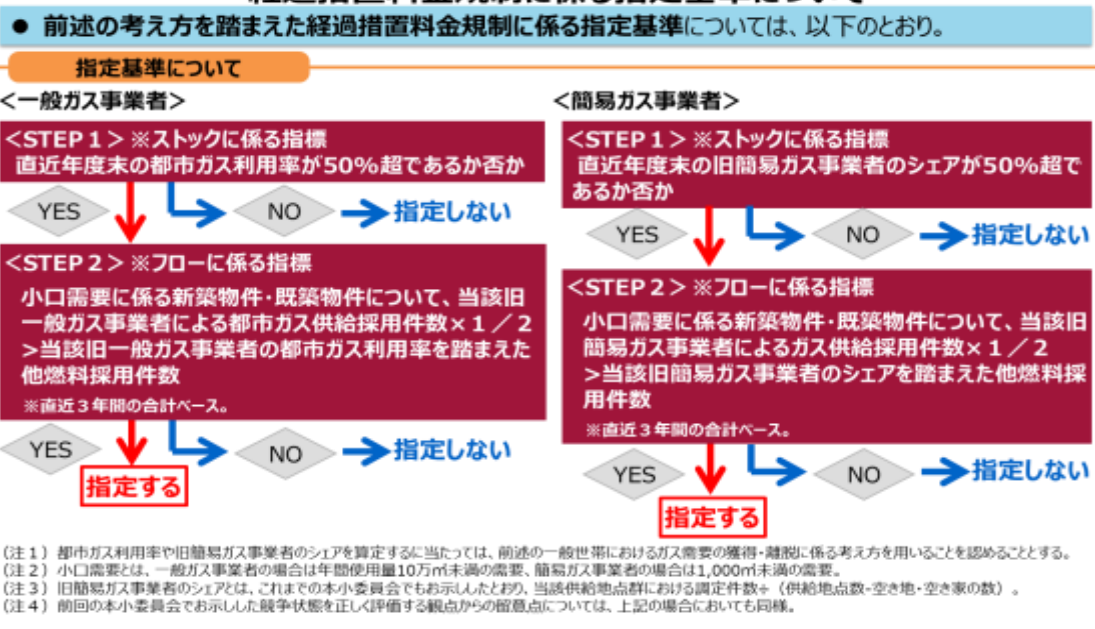 ● 前述の考え方を踏まえた経過措置料金規制に係る指定基準については、以下のとおり。
指定基準について
＜一般ガス事業者＞
＜STEP１＞※ストックに係る指標
直近年度末の都市ガス利用率が50％超であるか否か
YES
NO
指定しない
＜STEP２＞※フローに係る指標
小口需要に係る新築物件・既築物件について、当該旧
一般ガス事業者による都市ガス供給採用件数×１／２
>当該旧一般ガス事業者の都市ガス利用率を踏まえた
他燃料採用件数
※直近３年間の合計ベース。
YES
NO
指定しない
指定する
＜簡易ガス事業者＞
＜STEP１＞※ストックに係る指標
直近年度末の旧簡易ガス事業者のシェアが50％超で
あるか否か
YES
NO
指定しない
＜STEP２＞※フローに係る指標
小口需要に係る新築物件・既築物件について、当該旧
簡易ガス事業者によるガス供給採用件数×１／２
>当該旧簡易ガス事業者のシェアを踏まえた他燃料採
用件数
※直近３年間の合計ベース。
YES
NO
指定しない
指定する
（注１）都市ガス利用率や旧簡易ガス事業者のシェアを算定するに当たっては、前述の一般世帯におけるガス需要の獲得・離脱に係る考え方を用いることを認めることとする。
（注２）小口需要とは、一般ガス事業者の場合は年間使用量10万㎥未満の需要、簡易ガス事業者の場合は1,000㎥未満の需要。
（注３）旧簡易ガス事業者のシェアとは、これまでの本小委員会でもお示ししたとおり、当該供給地点群における調定件数÷（供給地点数-空き地・空き家の数）。
（注４）前回の本小委員会でお示しした競争状態を正しく評価する観点からの留意点については、上記の場合においても同様。